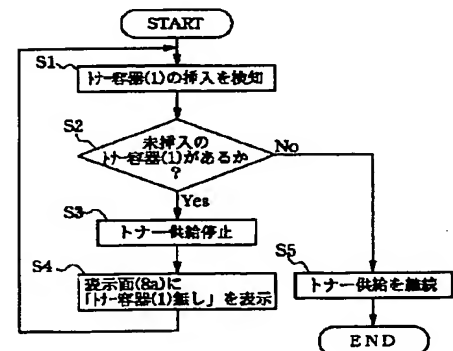 START
S1
トナー容器(1)の挿入を検知
S2
未挿入の
トナー容器(1)があるか
?
No
Yes
S3
トナー供給停止
S4
表示面(8a)に
「トナー容器(1)無し」を表示
S5
トナー供給を継続
END